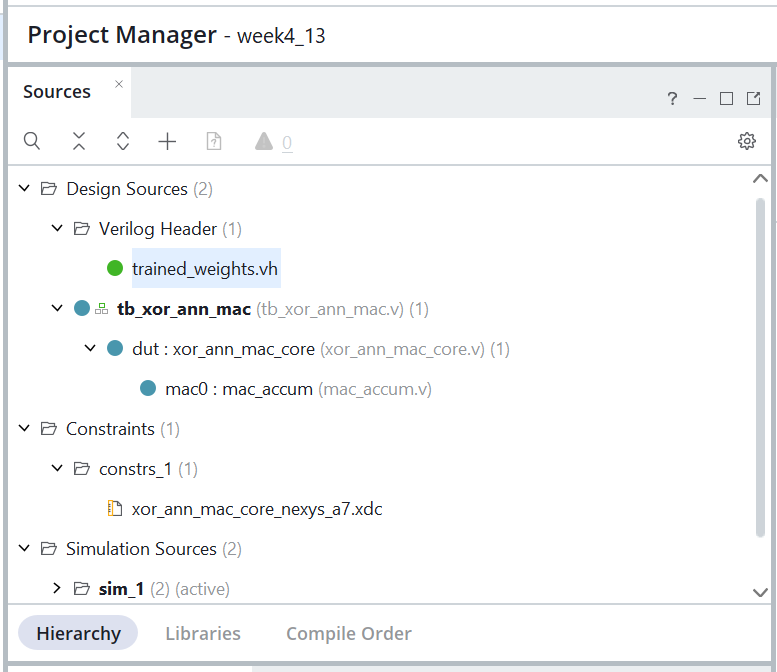 Project Manager - week4_13
Sources ×
? 
0
Design Sources (2)
Verilog Header (1)
trained_weights.vh
tb_xor_ann_mac (tb_xor_ann_mac.v) (1)
dut : xor_ann_mac_core (xor_ann_mac_core.v) (1)
mac0 : mac_accum (mac_accum.v)
Constraints (1)
constrs_1 (1)
xor_ann_mac_core_nexys_a7.xdc
Simulation Sources (2)
sim_1 (2) (active)
Hierarchy Libraries Compile Order